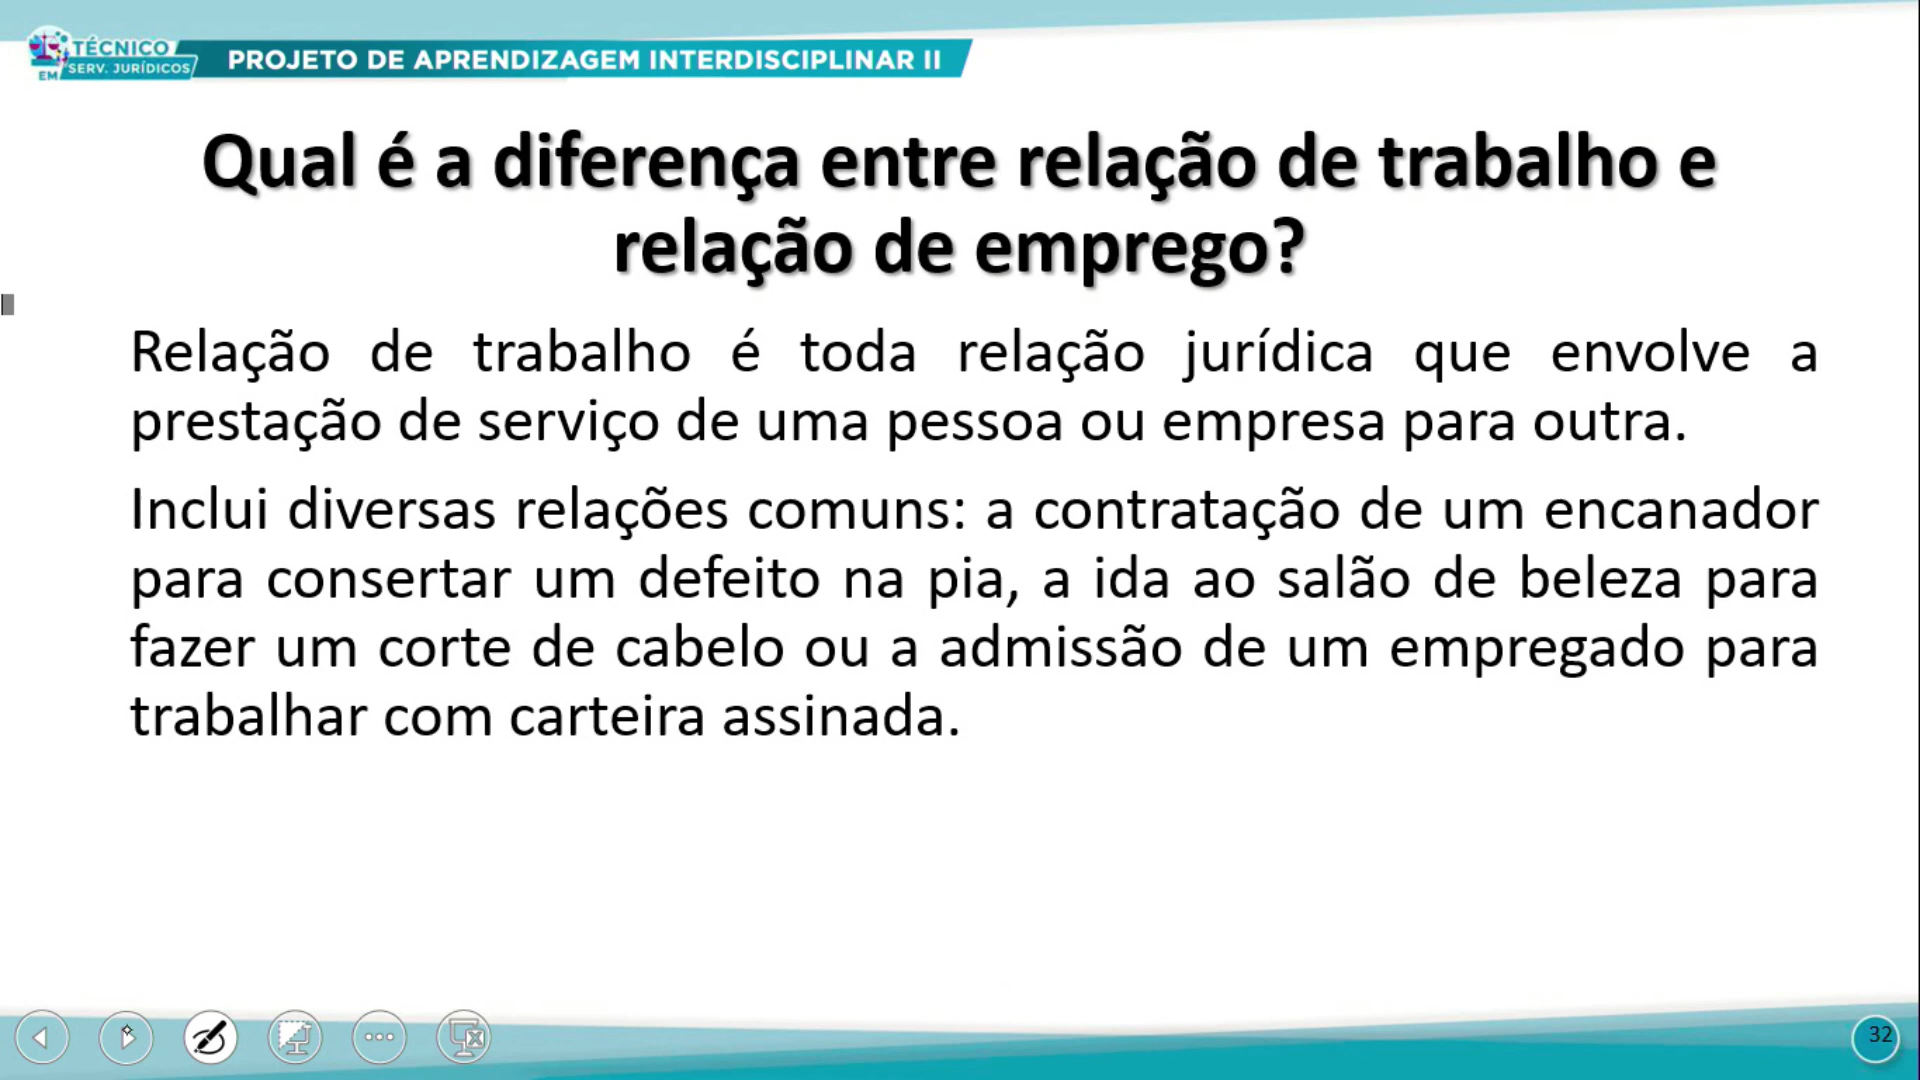 TÉCNICO
EM SERV. JURÍDICOS
PROJETO DE APRENDIZAGEM INTERDISCIPLINAR II
Qual é a diferença entre relação de trabalho e
relação de emprego?
Relação de trabalho é toda relação jurídica que envolve a
prestação de serviço de uma pessoa ou empresa para outra.
Inclui diversas relações comuns: a contratação de um encanador
para consertar um defeito na pia, a ida ao salão de beleza para
fazer um corte de cabelo ou a admissão de um empregado para
trabalhar com carteira assinada.
32